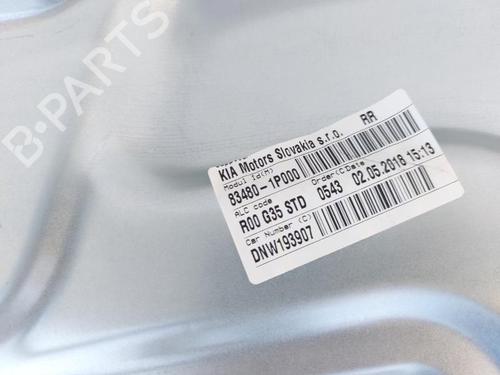 KIA Motors Slovakia s.r.o. RR
Modul Id(M)
83480-1P000
ALC code Order(C)Date
R00 G35 STD 0543 02.05.2016 15:13
Car Number (C)
DNW193907
B-PARTS